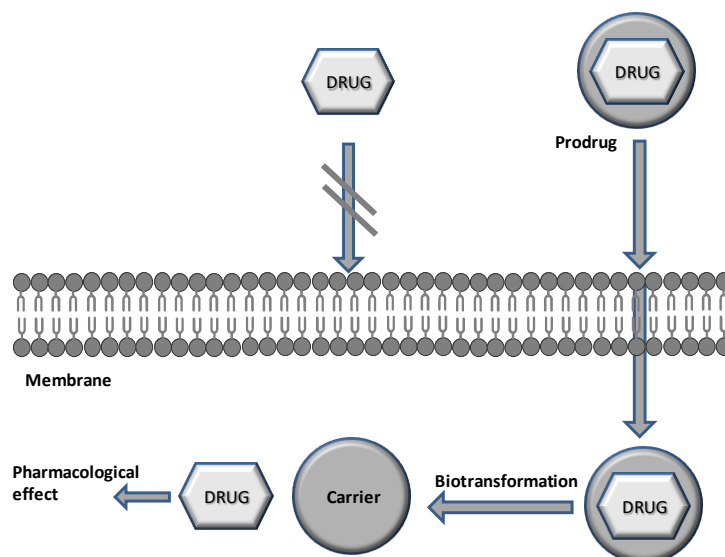 DRUG
DRUG
Prodrug
Membrane
Pharmacological
effect
DRUG
Carrier
Biotransformation
DRUG